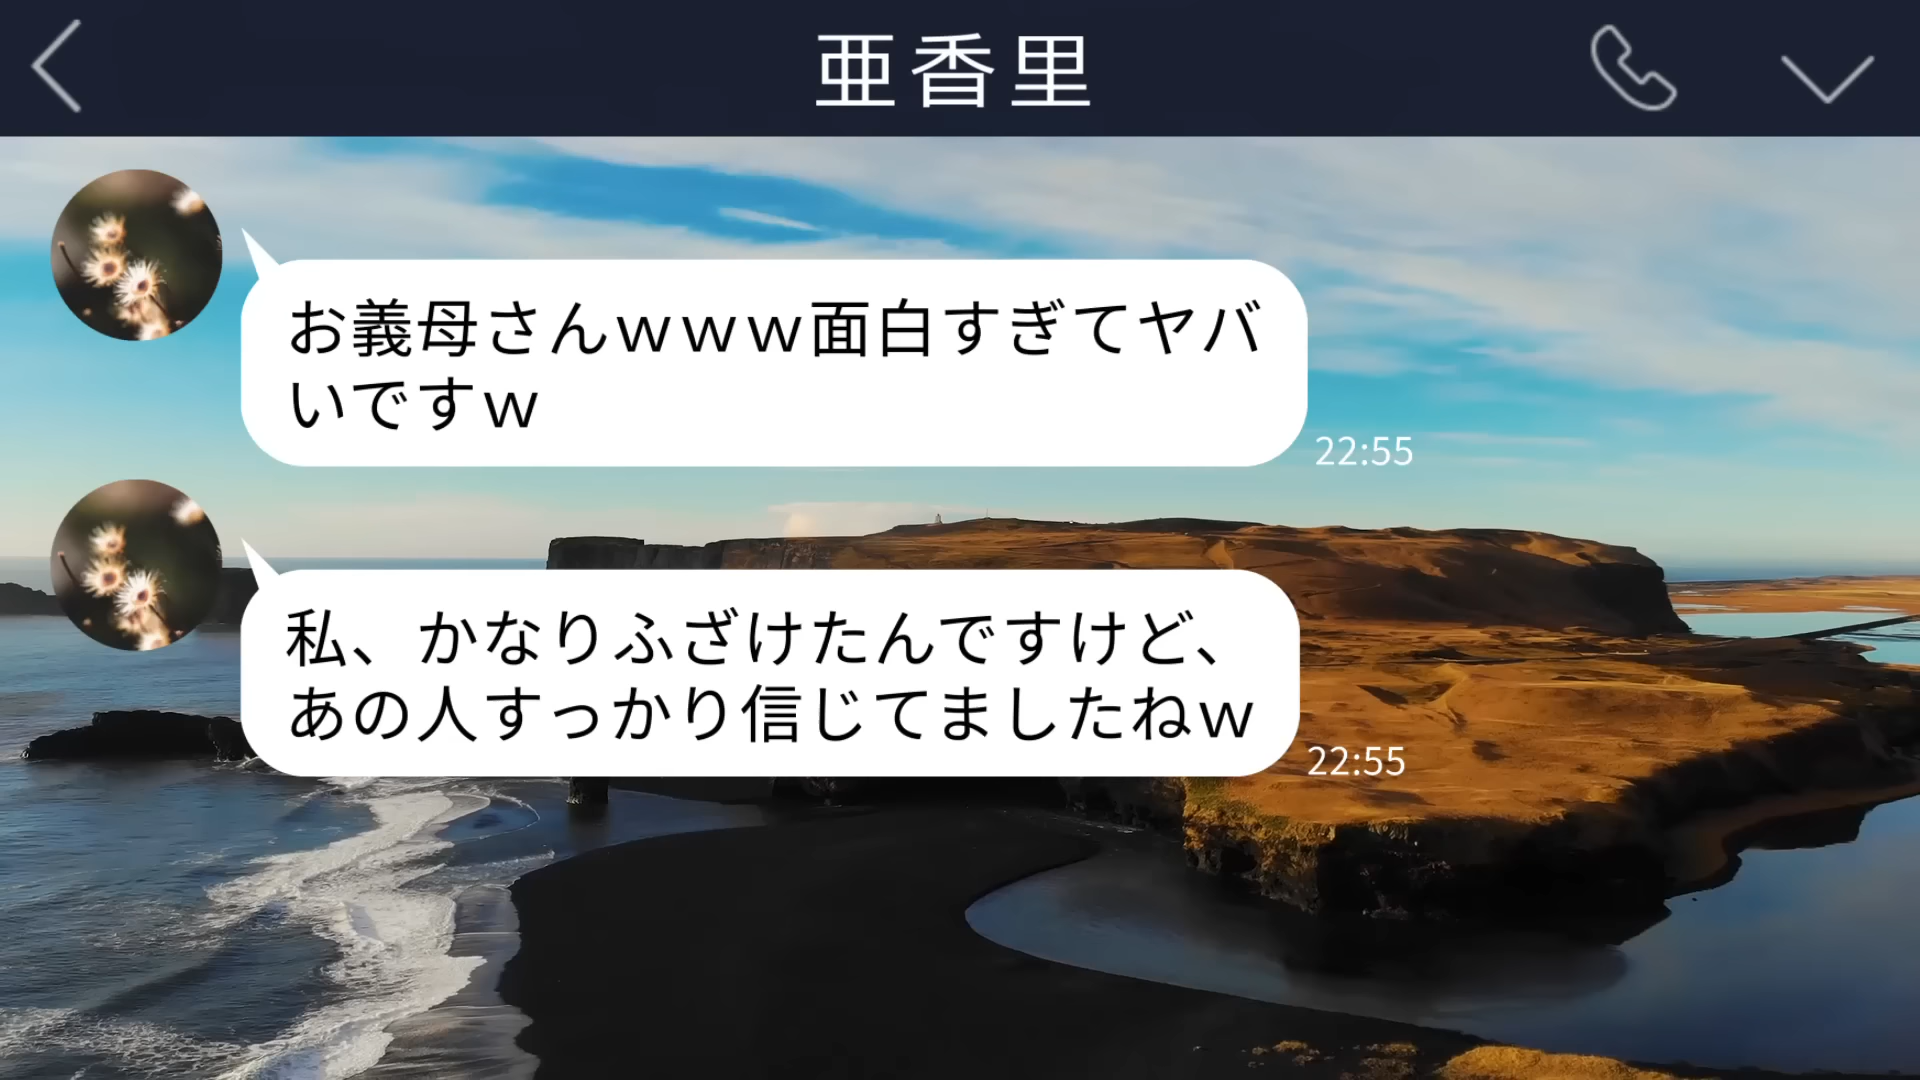 亜香里
お義母さんｗｗｗ面白すぎてヤバ
いですｗ
22:55
私、かなりふざけたんですけど、
あの人すっかり信じてましたねｗ
22:55